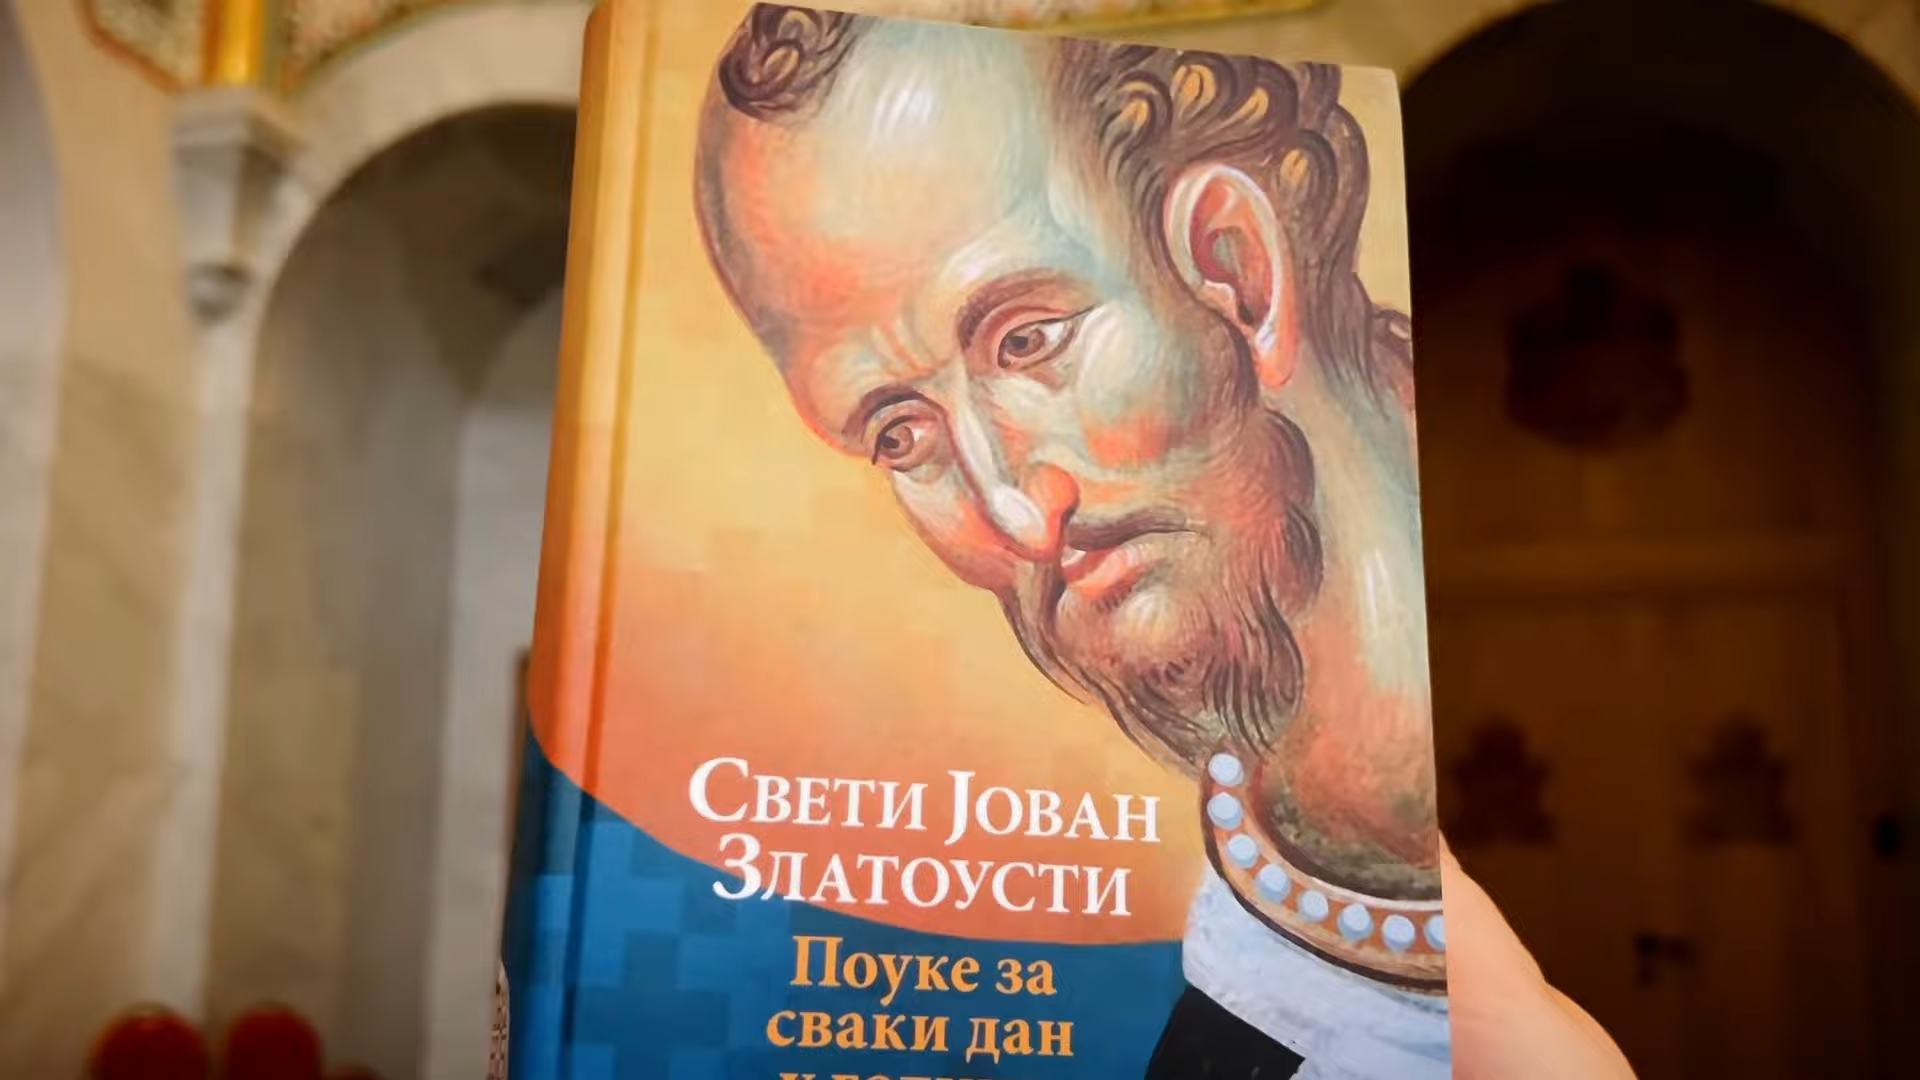 Свети Јован
Златоусти
Поуке за
сваки дан